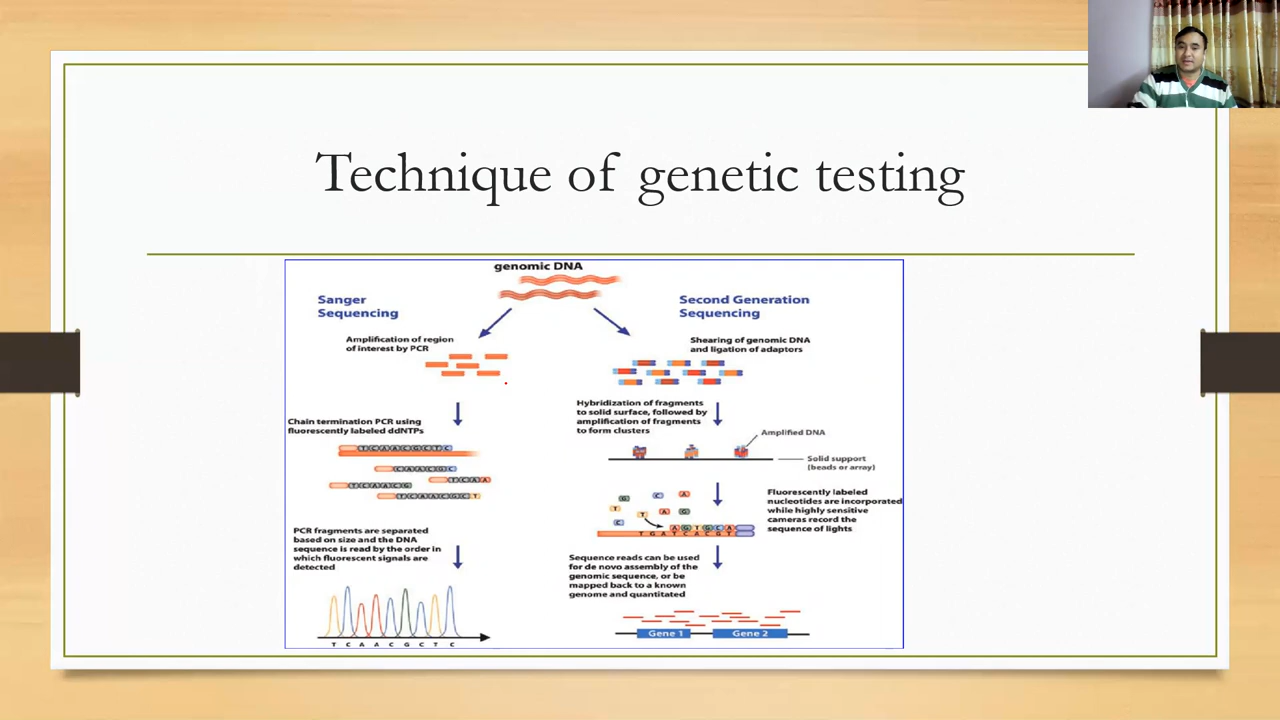 Technique of genetic testing
genomic DNA
Sanger
Sequencing
Amplification of region
of interest by PCR
Chain termination PCR using
fluorescently labeled ddNTPs
T C A A C G C T C
C A A C G C
T C A A
T C A A C G
T C A A C G C T
PCR fragments are separated
based on size and the DNA
sequence is read by the order in
which fluorescent signals are
detected
T C A A C G C T C
Second Generation
Sequencing
Shearing of genomic DNA
and ligation of adaptors
Hybridization of fragments
to solid surface, followed by
amplification of fragments
to form clusters
Amplified DNA
Solid support
(beads or array)
G C A
T T A G
C
A G T G C A
T G A T C A C G T
Fluorescently labeled
nucleotides are incorporated
while highly sensitive
cameras record the
sequence of lights
Sequence reads can be used
for de novo assembly of the
genomic sequence, or be
mapped back to a known
genome and quantitated
Gene 1 Gene 2